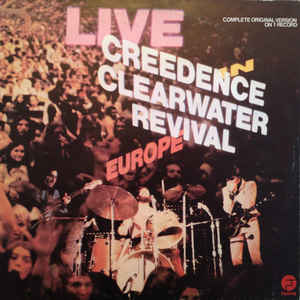 LIVE
IN
CREEDENCE
CLEARWATER
REVIVAL
EUROPE
COMPLETE ORIGINAL VERSION
ON 1 RECORD